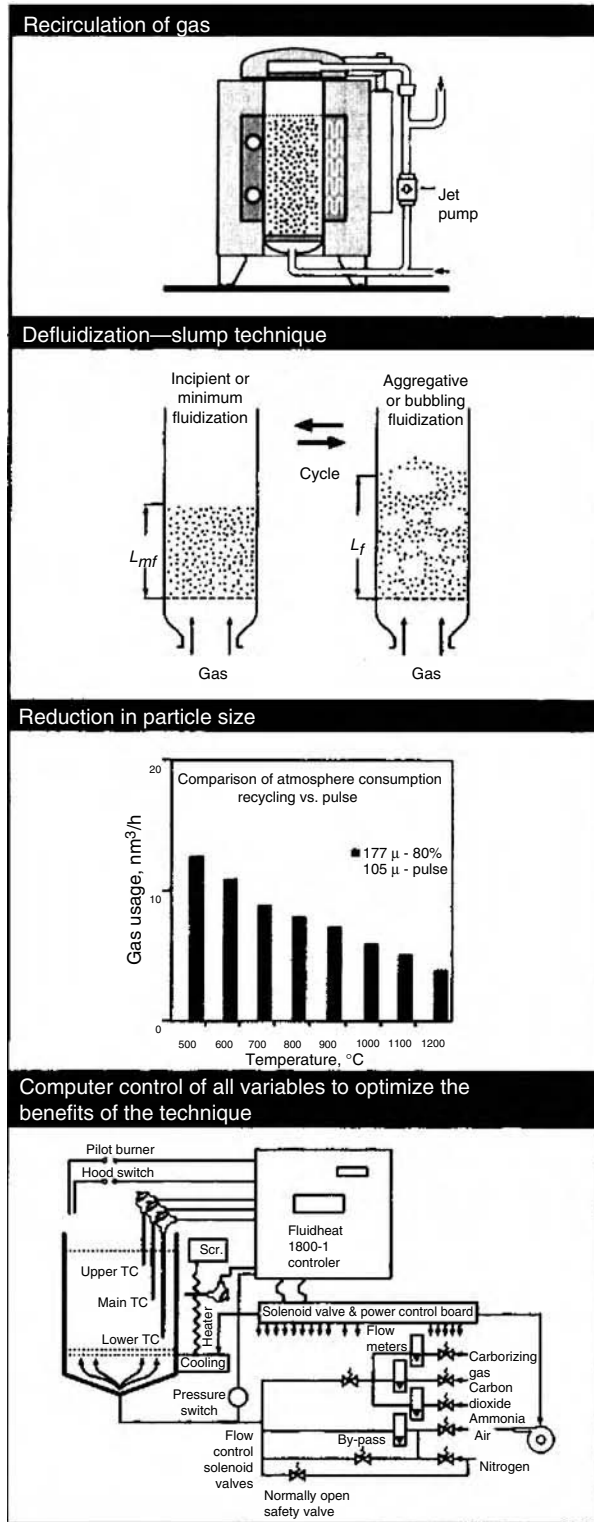 Recirculation of gas
Jet
pump
Defluidization—slump technique
Incipient or
minimum
fluidization
Aggregative
or bubbling
fluidization
Cycle
Lmf
Lf
Gas
Gas
Reduction in particle size
20
Comparison of atmosphere consumption
recycling vs. pulse
177 μ - 80%
105 μ - pulse
Gas usage, nm³/h
10
0
500 600 700 800 900 1000 1100 1200
Temperature, °C
Computer control of all variables to optimize the
benefits of the technique
Pilot burner
Hood switch
Fluidheat
1800-1
controler
Scr.
Upper TC
Main TC
Lower TC
Heater
Cooling
Solenoid valve & power control board
Flow
meters
Carborizing
gas
Carbon
dioxide
Ammonia
Air
Pressure
switch
By-pass
Flow
control
solenoid
valves
Nitrogen
Normally open
safety valve